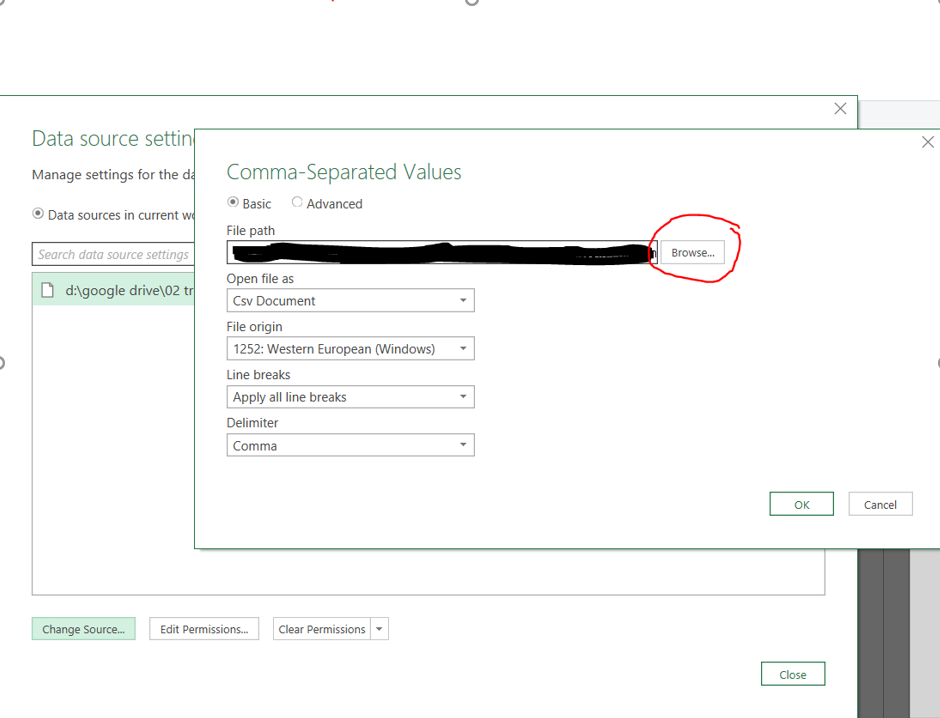 Data source settin
Manage settings for the da
Data sources in current wo
Search data source settings
d:\google drive\02 tr
Comma-Separated Values
Basic
Advanced
File path
Browse...
Open file as
Csv Document
File origin
1252: Western European (Windows)
Line breaks
Apply all line breaks
Delimiter
Comma
OK
Cancel
Change Source...
Edit Permissions...
Clear Permissions
Close